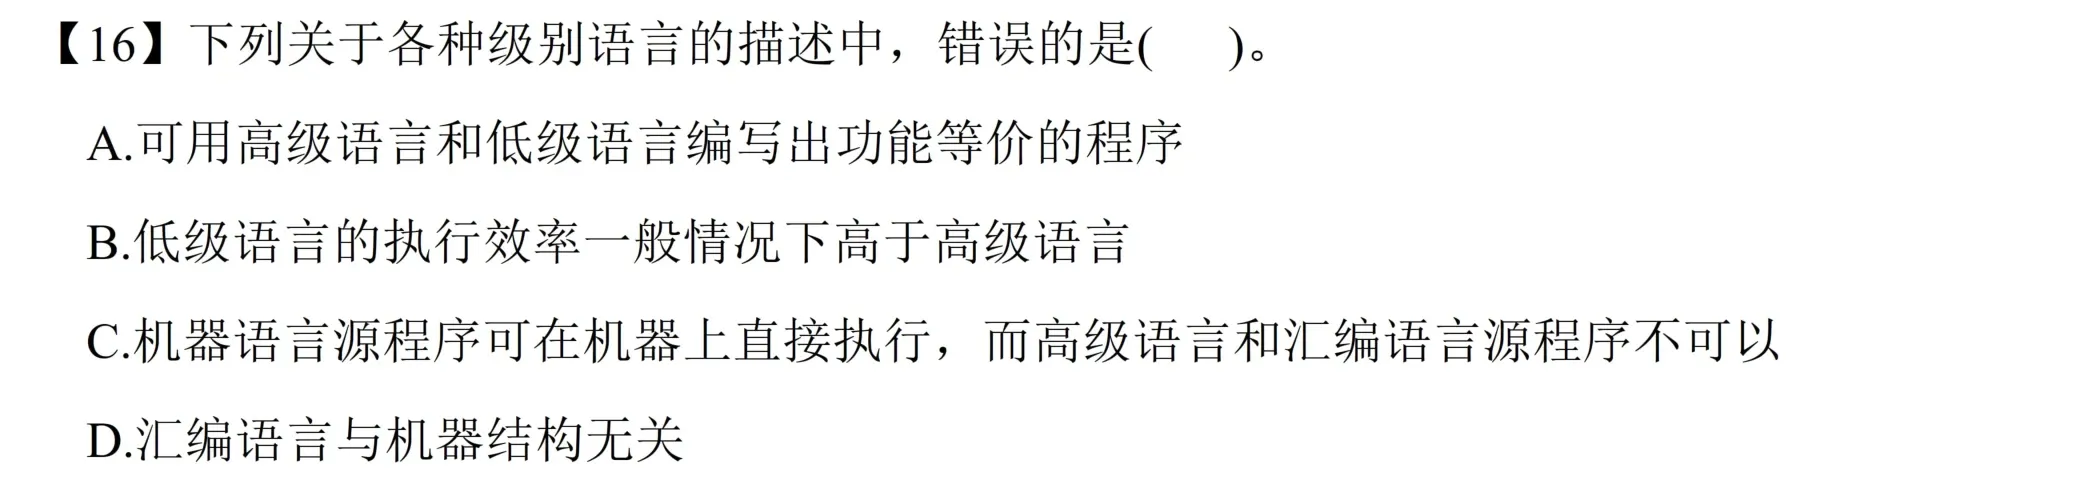 【16】下列关于各种级别语言的描述中，错误的是(    )。
A.可用高级语言和低级语言编写出功能等价的程序
B.低级语言的执行效率一般情况下高于高级语言
C.机器语言源程序可在机器上直接执行，而高级语言和汇编语言源程序不可以
D.汇编语言与机器结构无关